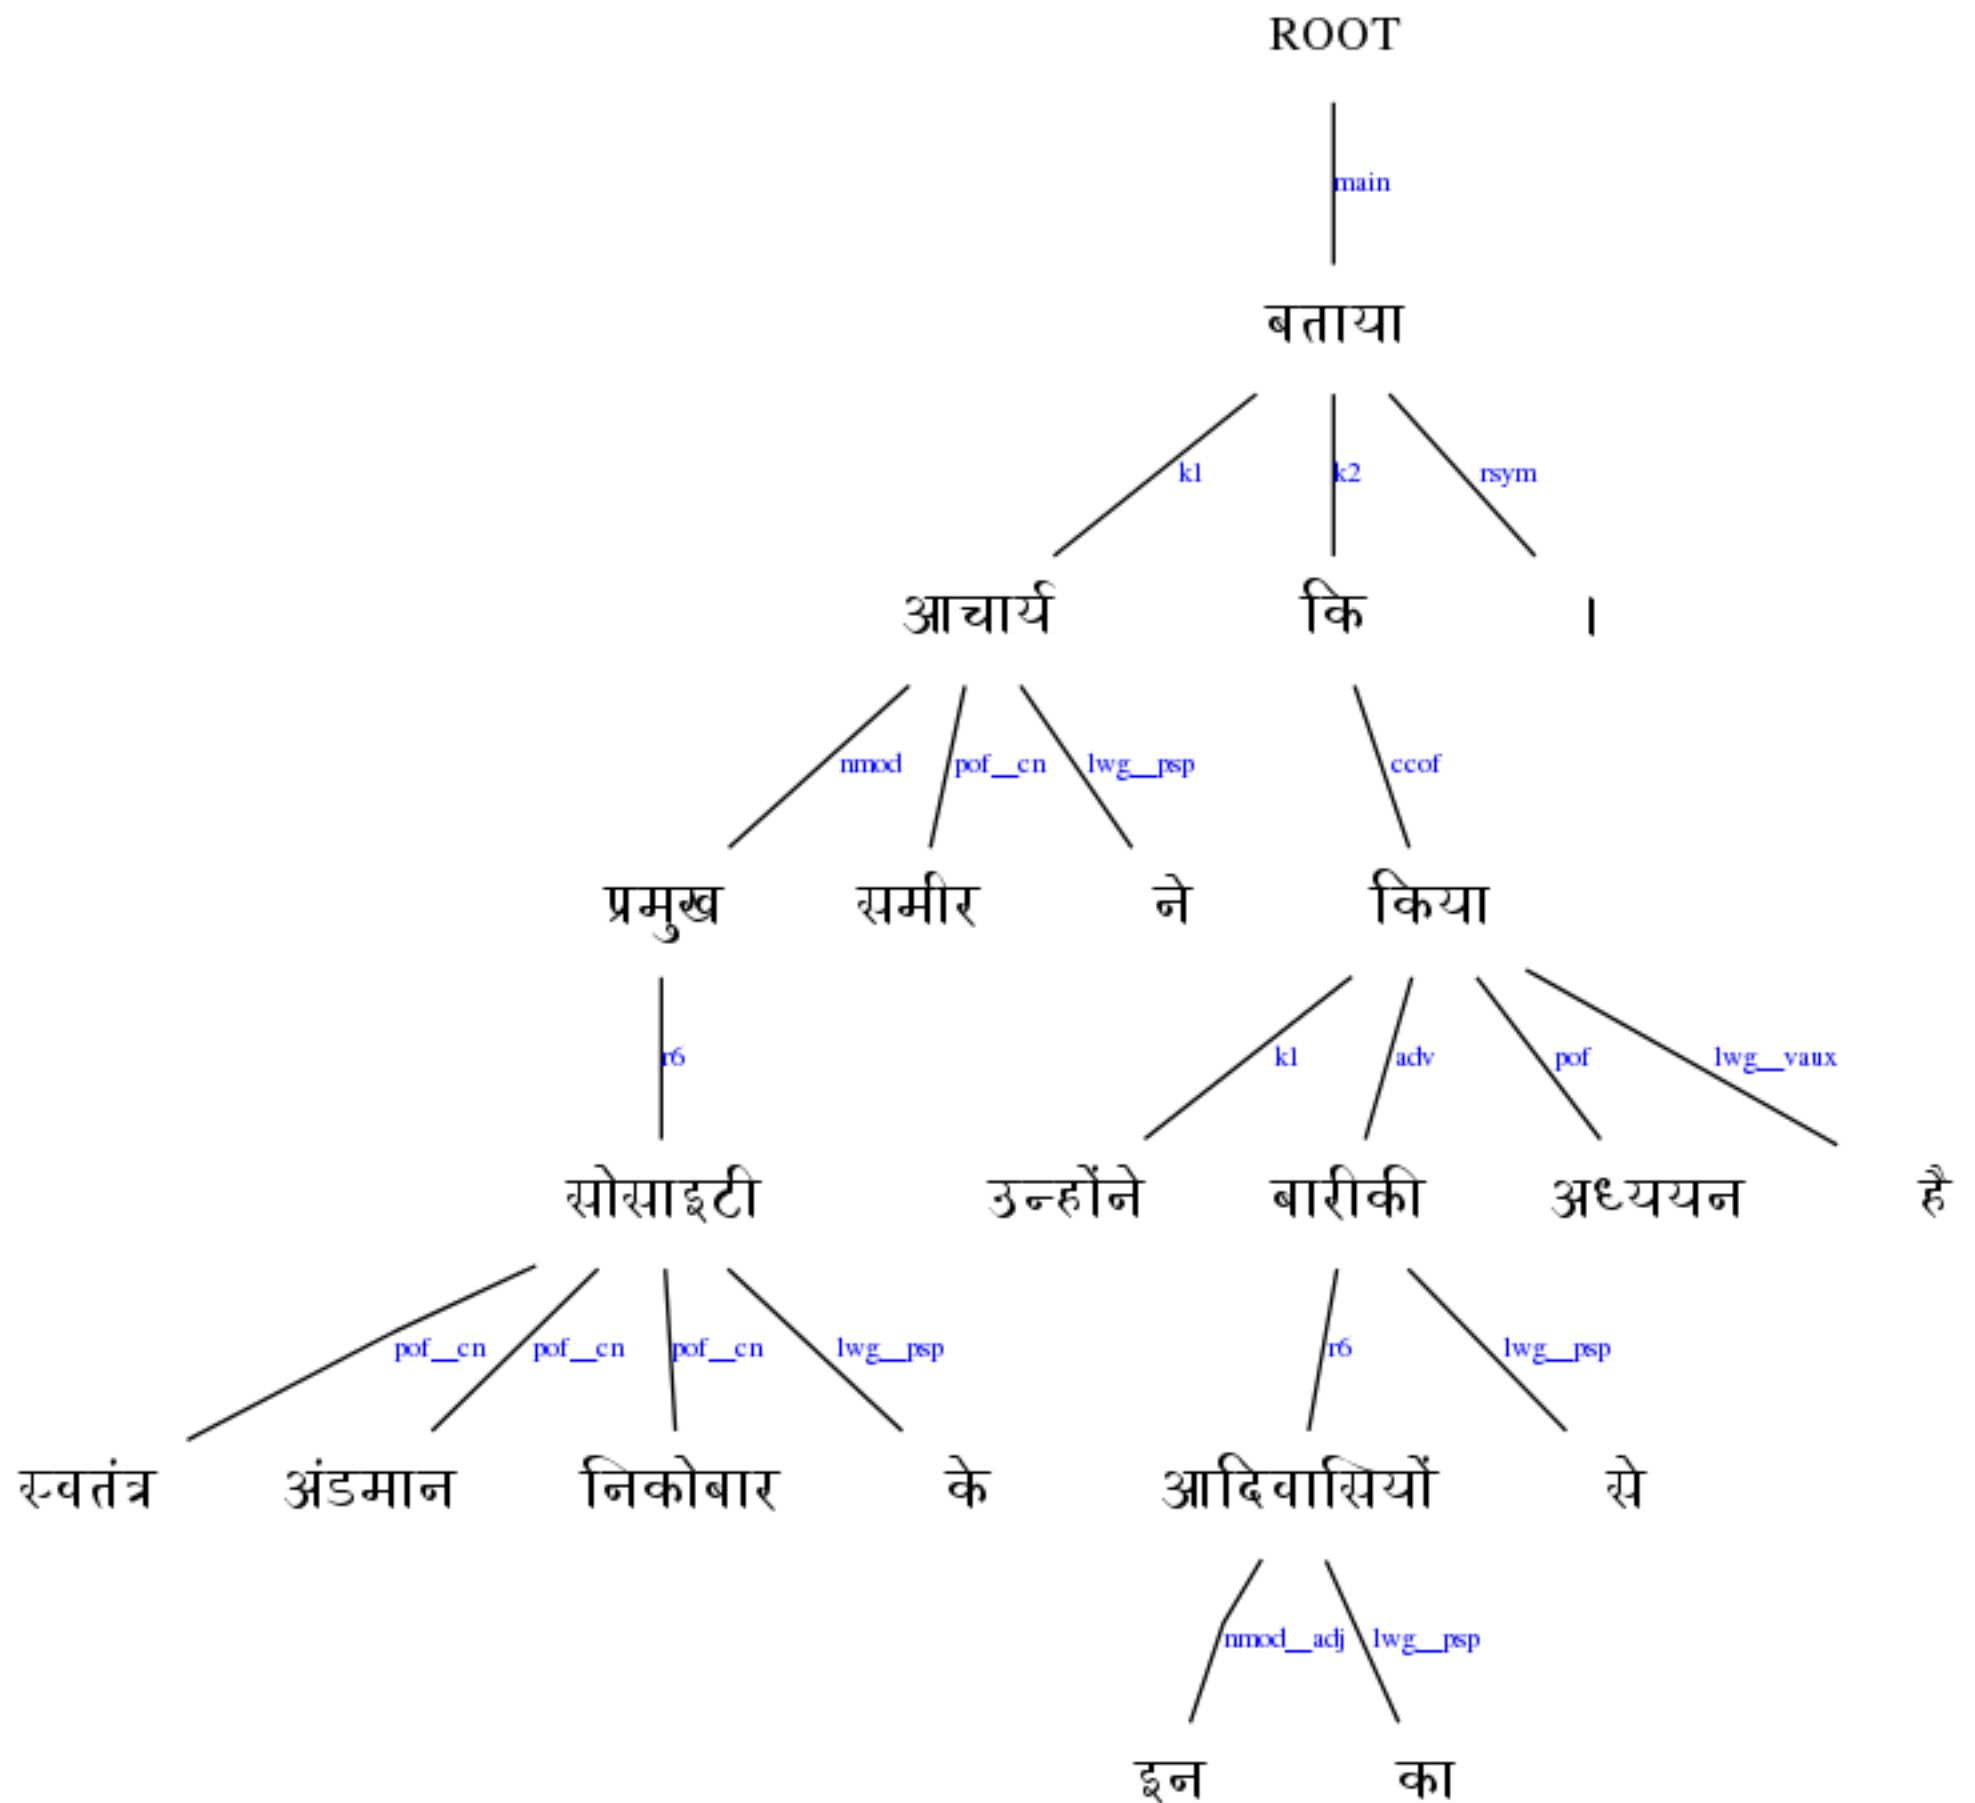 ROOT
main
बताया
k1 k2 rsym
आचार्य कि ।
nmod pof__cn lwg__psp ccof
प्रमुख समीर ने किया
r6 k1 adv pof lwg__vaux
सोसाइटी उन्होंने बारीकी अध्ययन है
pof__cn pof__cn pof__cn lwg__psp r6 lwg__psp
स्वतंत्र अंडमान निकोबार के आदिवासियों से
nmod__adj lwg__psp
इन का